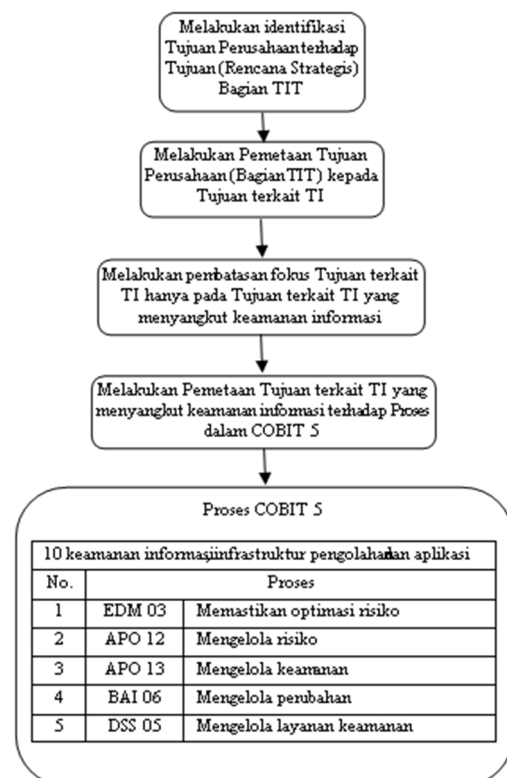 Melakukan identifikasi
Tujuan Perusahaan terhadap
Tujuan (Rencana Strategis)
Bagian TIT
Melakukan Pemetaan Tujuan
Perusahaan (Bagian TIT) kepada
Tujuan terkait TI
Melakukan pembatasan fokus Tujuan terkait
TI hanya pada Tujuan terkait TI yang
menyangkut keamanan informasi
Melakukan Pemetaan Tujuan terkait TI yang
menyangkut keamanan informasi terhadap Proses
dalam COBIT 5
Proses COBIT 5
10 keamanan informasi,infrastruktur pengolahan dan aplikasi
No. Proses
1 EDM 03 Memastikan optimasi risiko
2 APO 12 Mengelola risiko
3 APO 13 Mengelola keamanan
4 BAI 06 Mengelola perubahan
5 DSS 05 Mengelola layanan keamanan